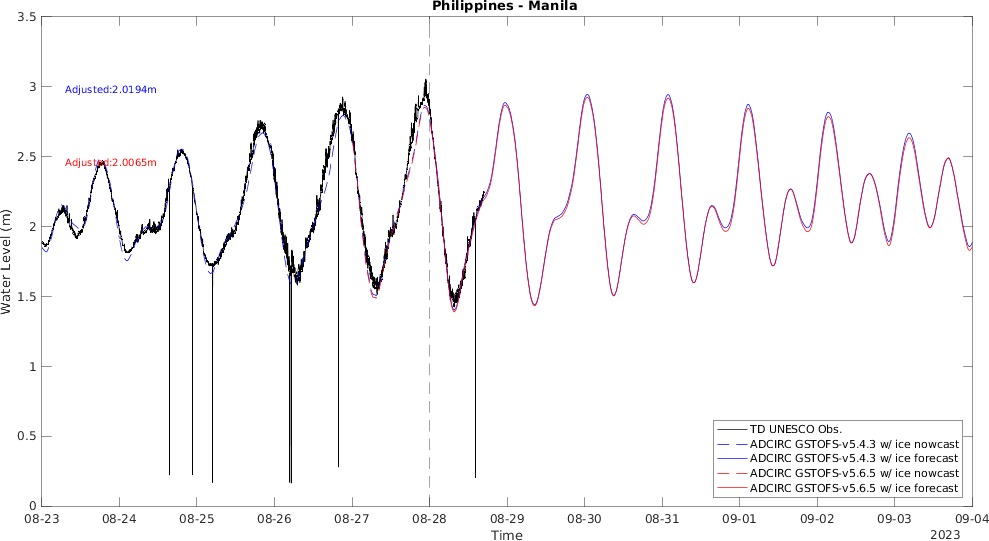 Philippines - Manila
3.5
3
2.5
2
1.5
1
0.5
0
Water Level (m)
Adjusted:2.0194m
Adjusted:2.0065m
TD UNESCO Obs.
ADCIRC GSTOFS-v5.4.3 w/ ice nowcast
ADCIRC GSTOFS-v5.4.3 w/ ice forecast
ADCIRC GSTOFS-v5.6.5 w/ ice nowcast
ADCIRC GSTOFS-v5.6.5 w/ ice forecast
08-23 08-24 08-25 08-26 08-27 08-28 08-29 08-30 08-31 09-01 09-02 09-03 09-04
Time
2023